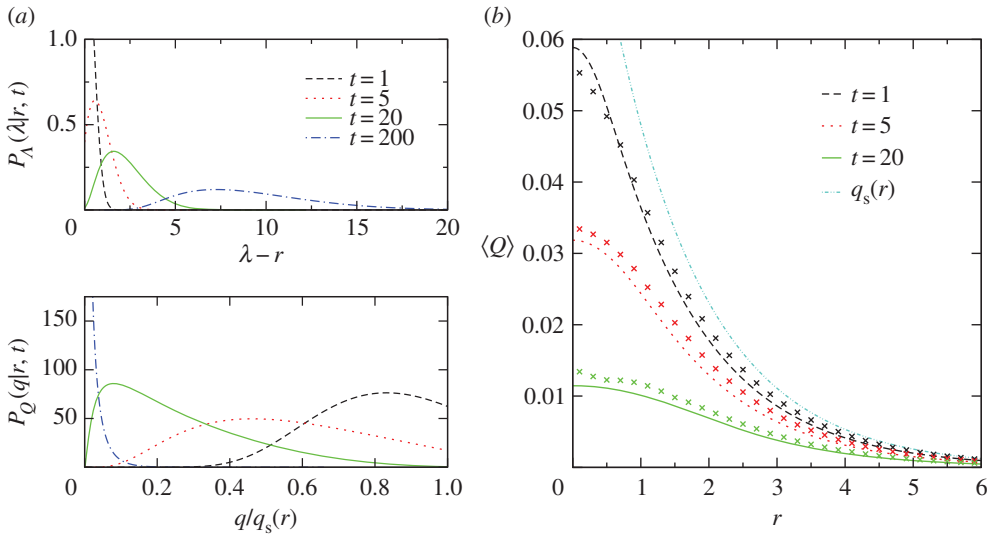 (a)
1.0
0.5
0
P_Λ(λ|r, t)
t = 1
t = 5
t = 20
t = 200
5
10
15
20
λ – r
150
100
50
P_Q(q|r, t)
0
0.2
0.4
0.6
0.8
1.0
q/q_s(r)
(b)
0.06
0.05
0.04
0.03
0.02
0.01
⟨Q⟩
t = 1
t = 5
t = 20
q_s(r)
0
1
2
3
4
5
6
r